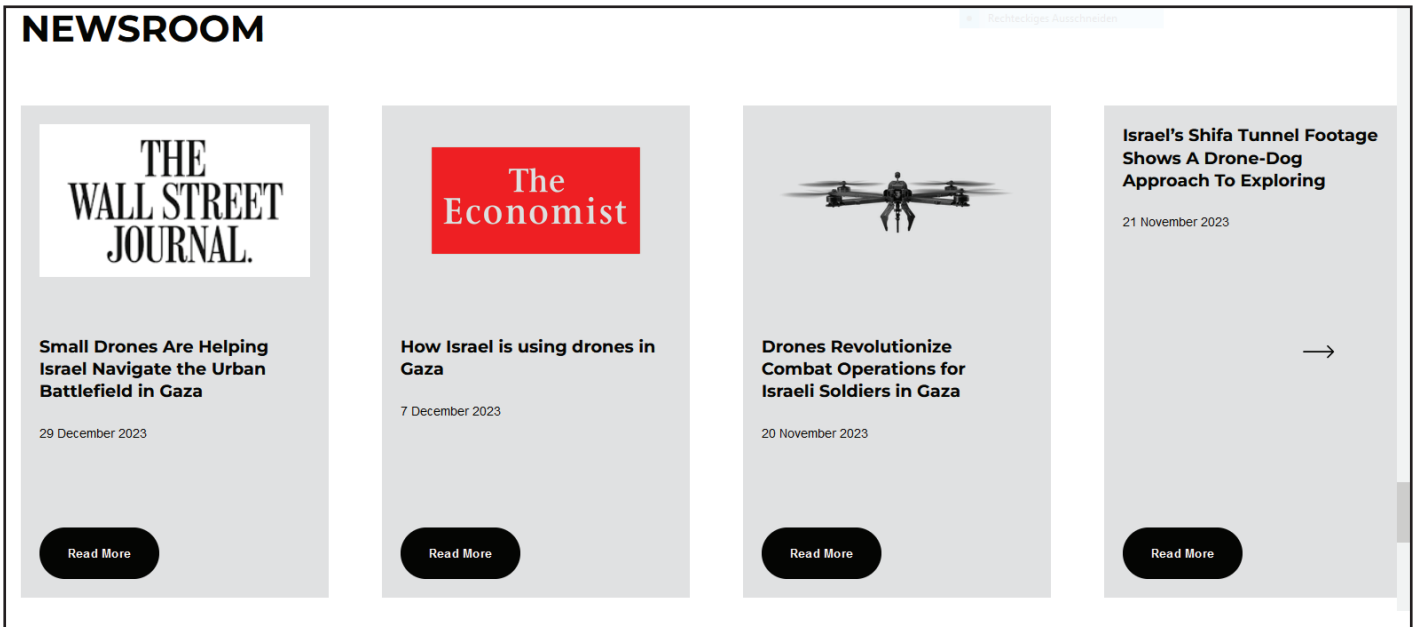 NEWSROOM
Rechteckiges Ausschneiden
THE
WALL STREET
JOURNAL.
Small Drones Are Helping
Israel Navigate the Urban
Battlefield in Gaza
29 December 2023
Read More
The
Economist
How Israel is using drones in
Gaza
7 December 2023
Read More
Drones Revolutionize
Combat Operations for
Israeli Soldiers in Gaza
20 November 2023
Read More
Israel’s Shifa Tunnel Footage
Shows A Drone-Dog
Approach To Exploring
21 November 2023
Read More